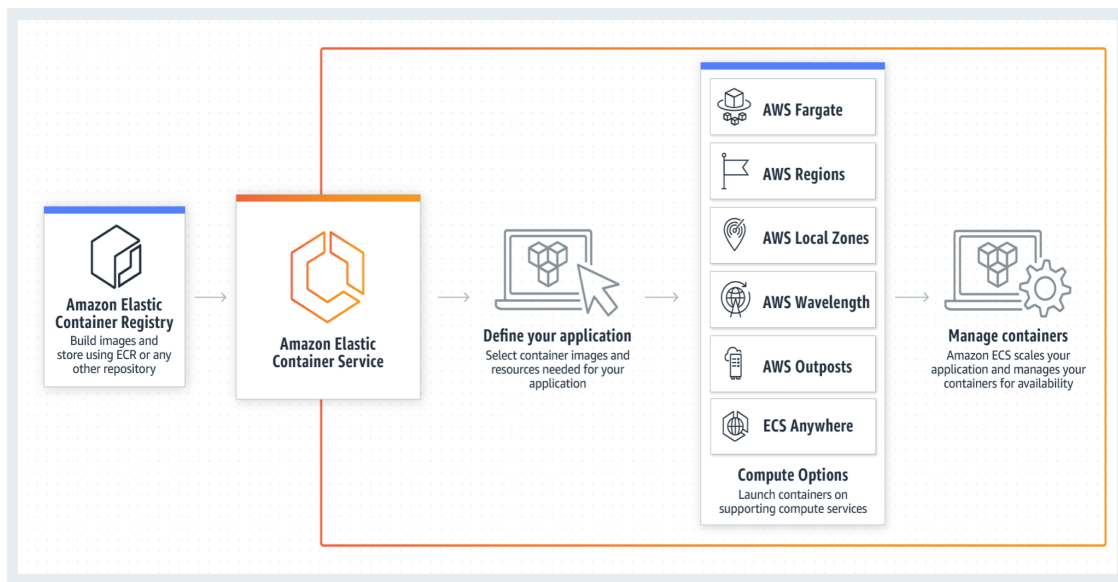 Amazon Elastic
Container Registry
Build images and
store using ECR or any
other repository
Amazon Elastic
Container Service
Define your application
Select container images and
resources needed for your
application
AWS Fargate
AWS Regions
AWS Local Zones
AWS Wavelength
AWS Outposts
ECS Anywhere
Compute Options
Launch containers on
supporting compute services
Manage containers
Amazon ECS scales your
application and manages your
containers for availability